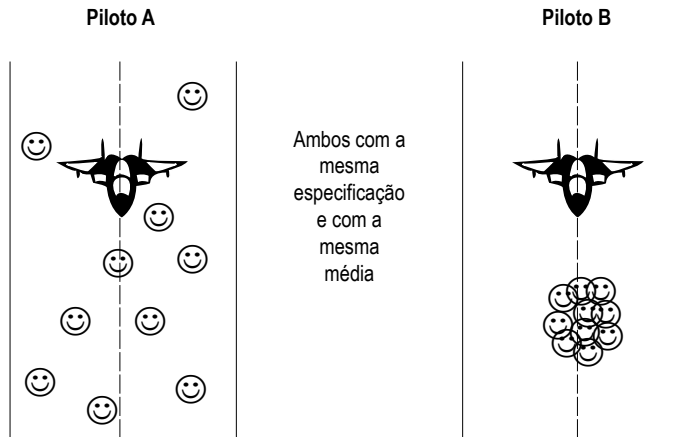 Piloto A
Piloto B
Ambos com a
mesma
especificação
e com a
mesma
média